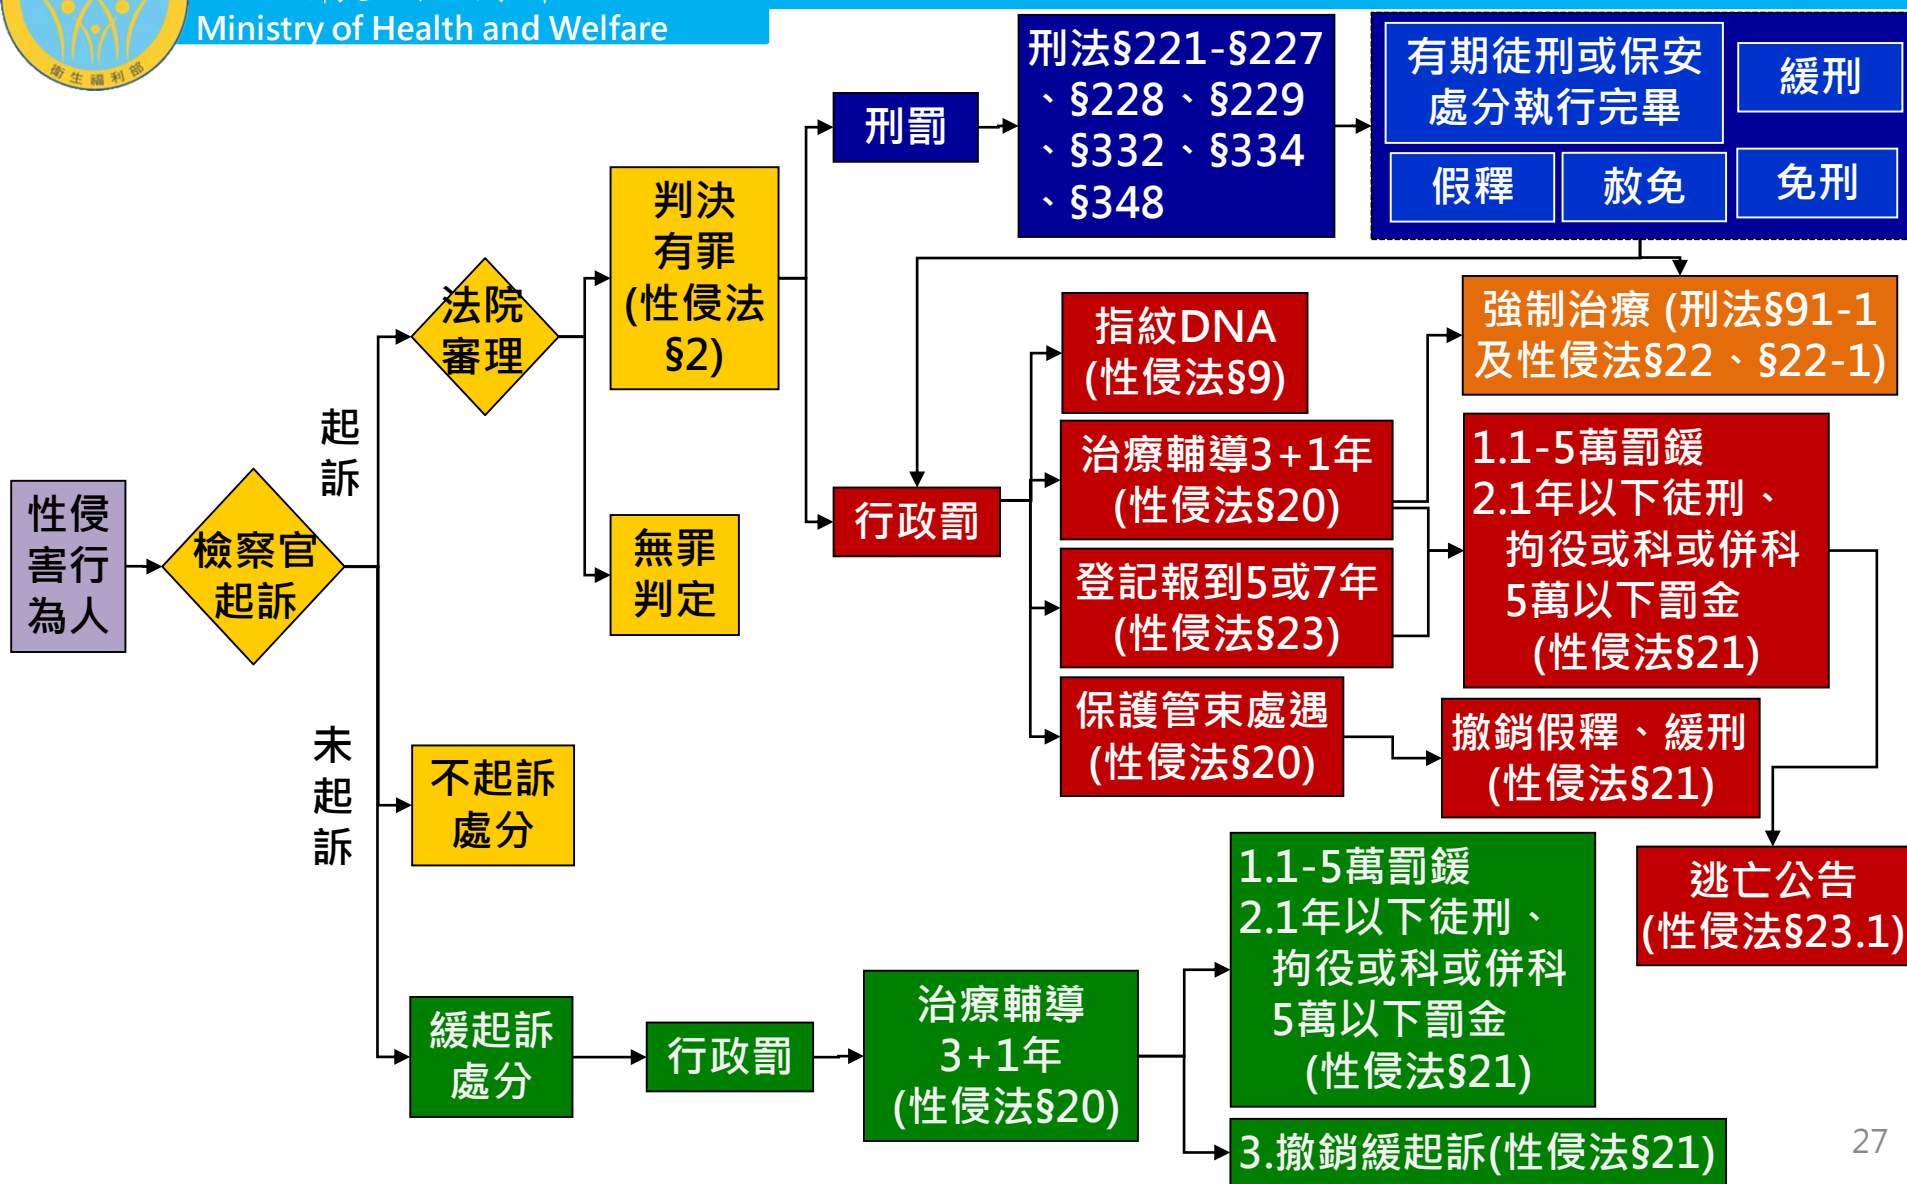 衛生福利部
Ministry of Health and Welfare
性侵
害行
為人
檢察官
起訴
起
訴
未
起
訴
法院
審理
不起訴
處分
緩起訴
處分
判決
有罪
(性侵法
§2)
無罪
判定
刑罰
刑法§221-§227
、§228、§229
、§332、§334
、§348
有期徒刑或保安
處分執行完畢
緩刑
假釋
赦免
免刑
行政罰
指紋DNA
(性侵法§9)
治療輔導3+1年
(性侵法§20)
登記報到5或7年
(性侵法§23)
保護管束處遇
(性侵法§20)
強制治療 (刑法§91-1
及性侵法§22、§22-1)
1.1-5萬罰鍰
2.1年以下徒刑、
拘役或科或併科
5萬以下罰金
(性侵法§21)
撤銷假釋、緩刑
(性侵法§21)
逃亡公告
(性侵法§23.1)
行政罰
治療輔導
3+1年
(性侵法§20)
1.1-5萬罰鍰
2.1年以下徒刑、
拘役或科或併科
5萬以下罰金
(性侵法§21)
3.撤銷緩起訴(性侵法§21)
27